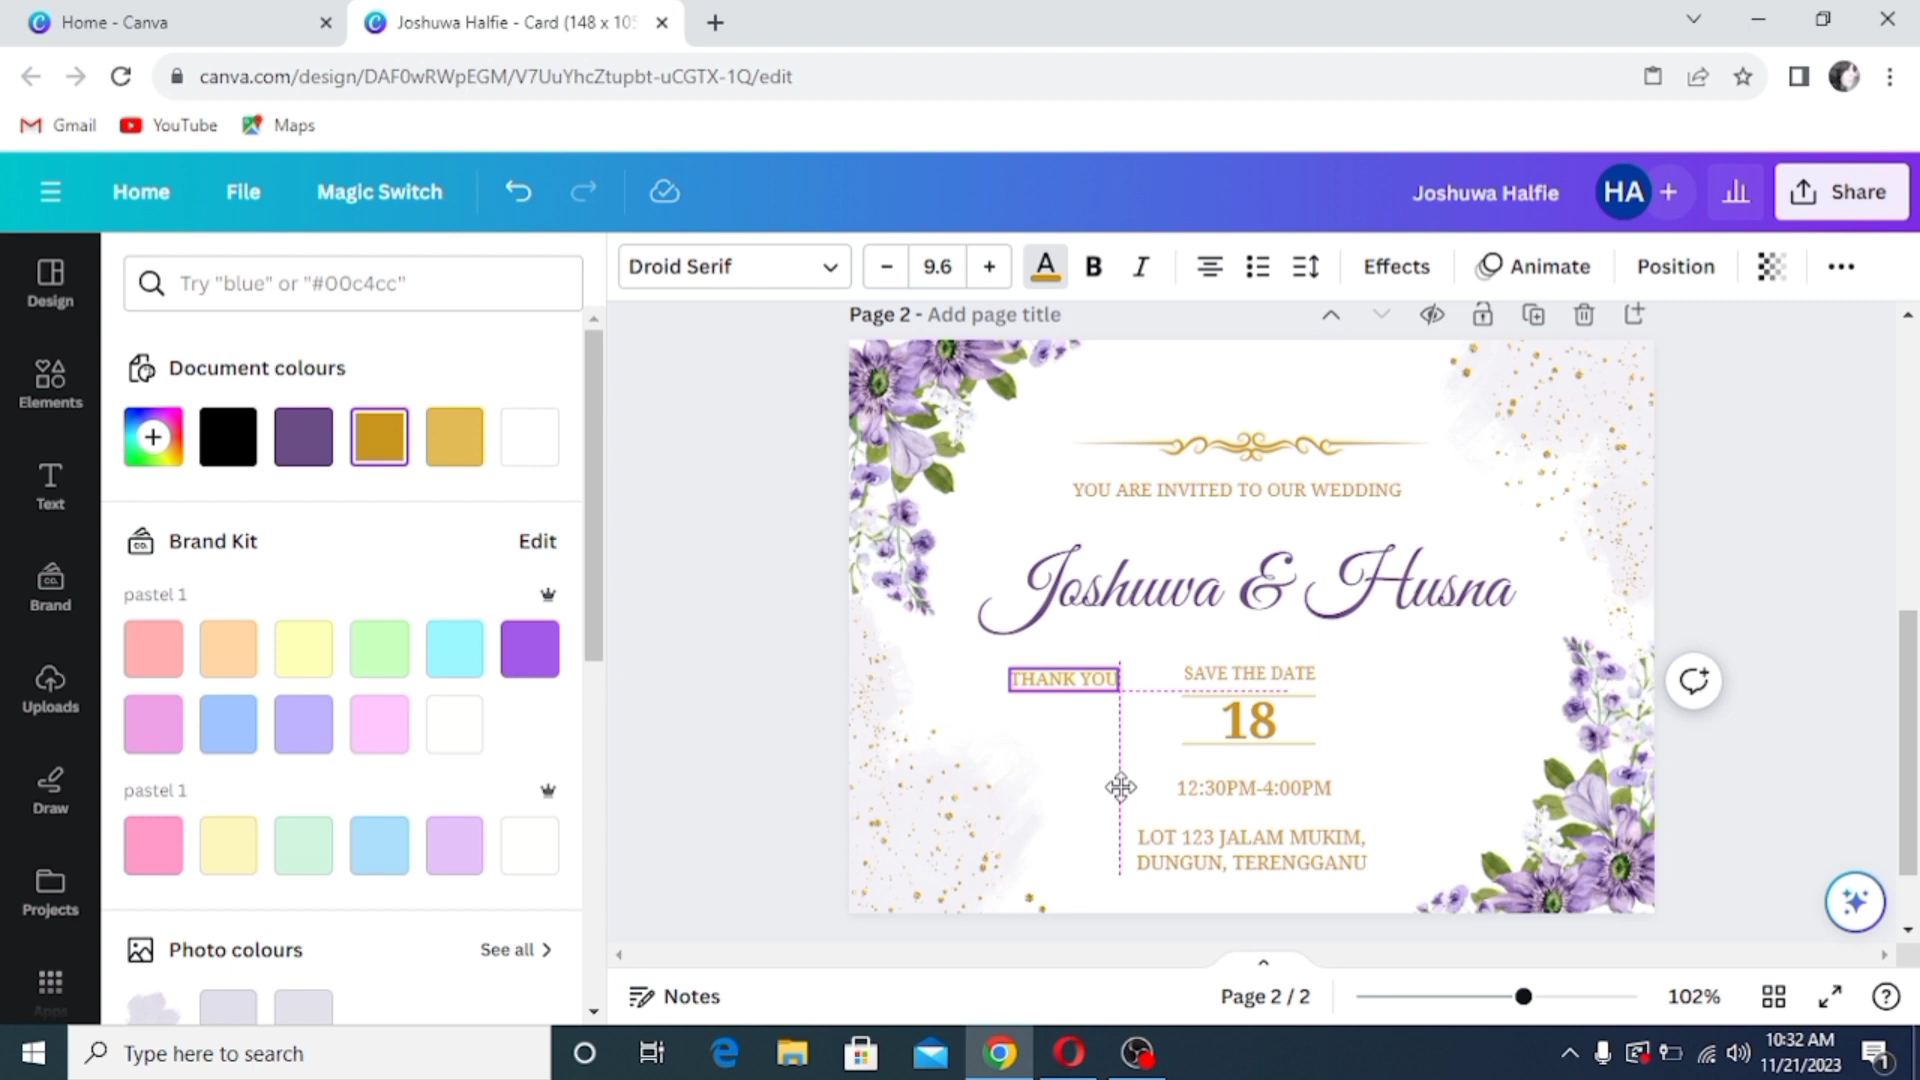 Home - Canva
Joshuwa Halfie - Card (148 x 105
canva.com/design/DAF0wRWpEGM/V7UuYhcZtupbt-uCGTX-1Q/edit
Gmail
YouTube
Maps
Home
File
Magic Switch
Joshuwa Halfie
HA
Share
Design
Elements
Text
Brand
Uploads
Draw
Projects
Apps
Try "blue" or "#00c4cc"
Document colours
Brand Kit
Edit
pastel 1
pastel 1
Photo colours
See all
Droid Serif
9.6
A
B
I
Effects
Animate
Position
Page 2 - Add page title
YOU ARE INVITED TO OUR WEDDING
Joshuwa & Husna
THANK YOU
SAVE THE DATE
18
12:30PM-4:00PM
LOT 123 JALAM MUKIM,
DUNGUN, TERENGGANU
Notes
Page 2 / 2
102%
Type here to search
10:32 AM
11/21/2023
1